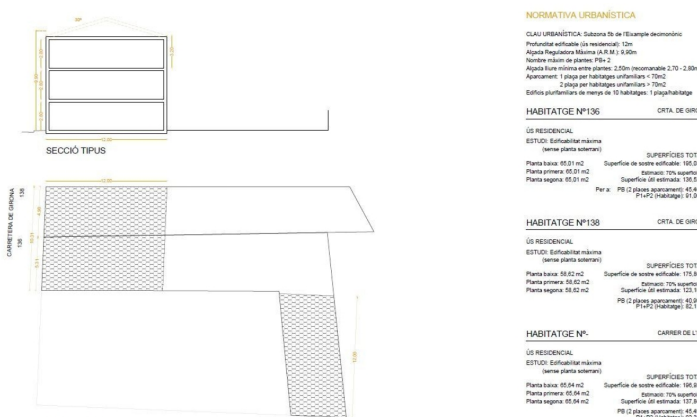 30º
SECCIÓ TIPUS
CARRETERA DE GIRONA
138
136
NORMATIVA URBANÍSTICA
CLAU URBANÍSTICA: Subzona 5b de l'Eixample decimonònic
Profunditat edificable (ús residencial): 12m
Alçada Reguladora Màxima (A.R.M.): 9,90m
Nombre màxim de plantes: PB+ 2
Alçada lliure mínima entre plantes: 2,50m (recomanable 2,70 - 2,80m
Aparcament: 1 plaça per habitatges unifamiliars < 70m2
2 plaça per habitatges unifamiliars > 70m2
Edificis plurifamiliars de menys de 10 habitatges: 1 plaça/habitatge
HABITATGE Nº136 CRTA. DE GIRO
ÚS RESIDENCIAL
ESTUDI: Edificabilitat màxima
(sense planta soterrani)
SUPERFÍCIES TOT
Planta baixa: 65,01 m2 Superfície de sostre edificable: 195,0
Planta primera: 65,01 m2 Estimació: 70% superfíci
Planta segona: 65,01 m2 Superfície útil estimada: 136,5
Per a: PB (2 places aparcament): 45,4
P1+P2 (Habitatge): 91,0
HABITATGE Nº138 CRTA. DE GIRO
ÚS RESIDENCIAL
ESTUDI: Edificabilitat màxima
(sense planta soterrani)
SUPERFÍCIES TOT
Planta baixa: 58,62 m2 Superfície de sostre edificable: 175,8
Planta primera: 58,62 m2 Estimació: 70% superfíci
Planta segona: 58,62 m2 Superfície útil estimada: 123,1
PB (2 places aparcament): 40,9
P1+P2 (Habitatge): 82,1
HABITATGE Nº- CARRER DE L'I
ÚS RESIDENCIAL
ESTUDI: Edificabilitat màxima
(sense planta soterrani)
SUPERFÍCIES TOT
Planta baixa: 65,64 m2 Superfície de sostre edificable: 196,9
Planta primera: 65,64 m2 Estimació: 70% superfíci
Planta segona: 65,64 m2 Superfície útil estimada: 137,8
PB (2 places aparcament): 45,9